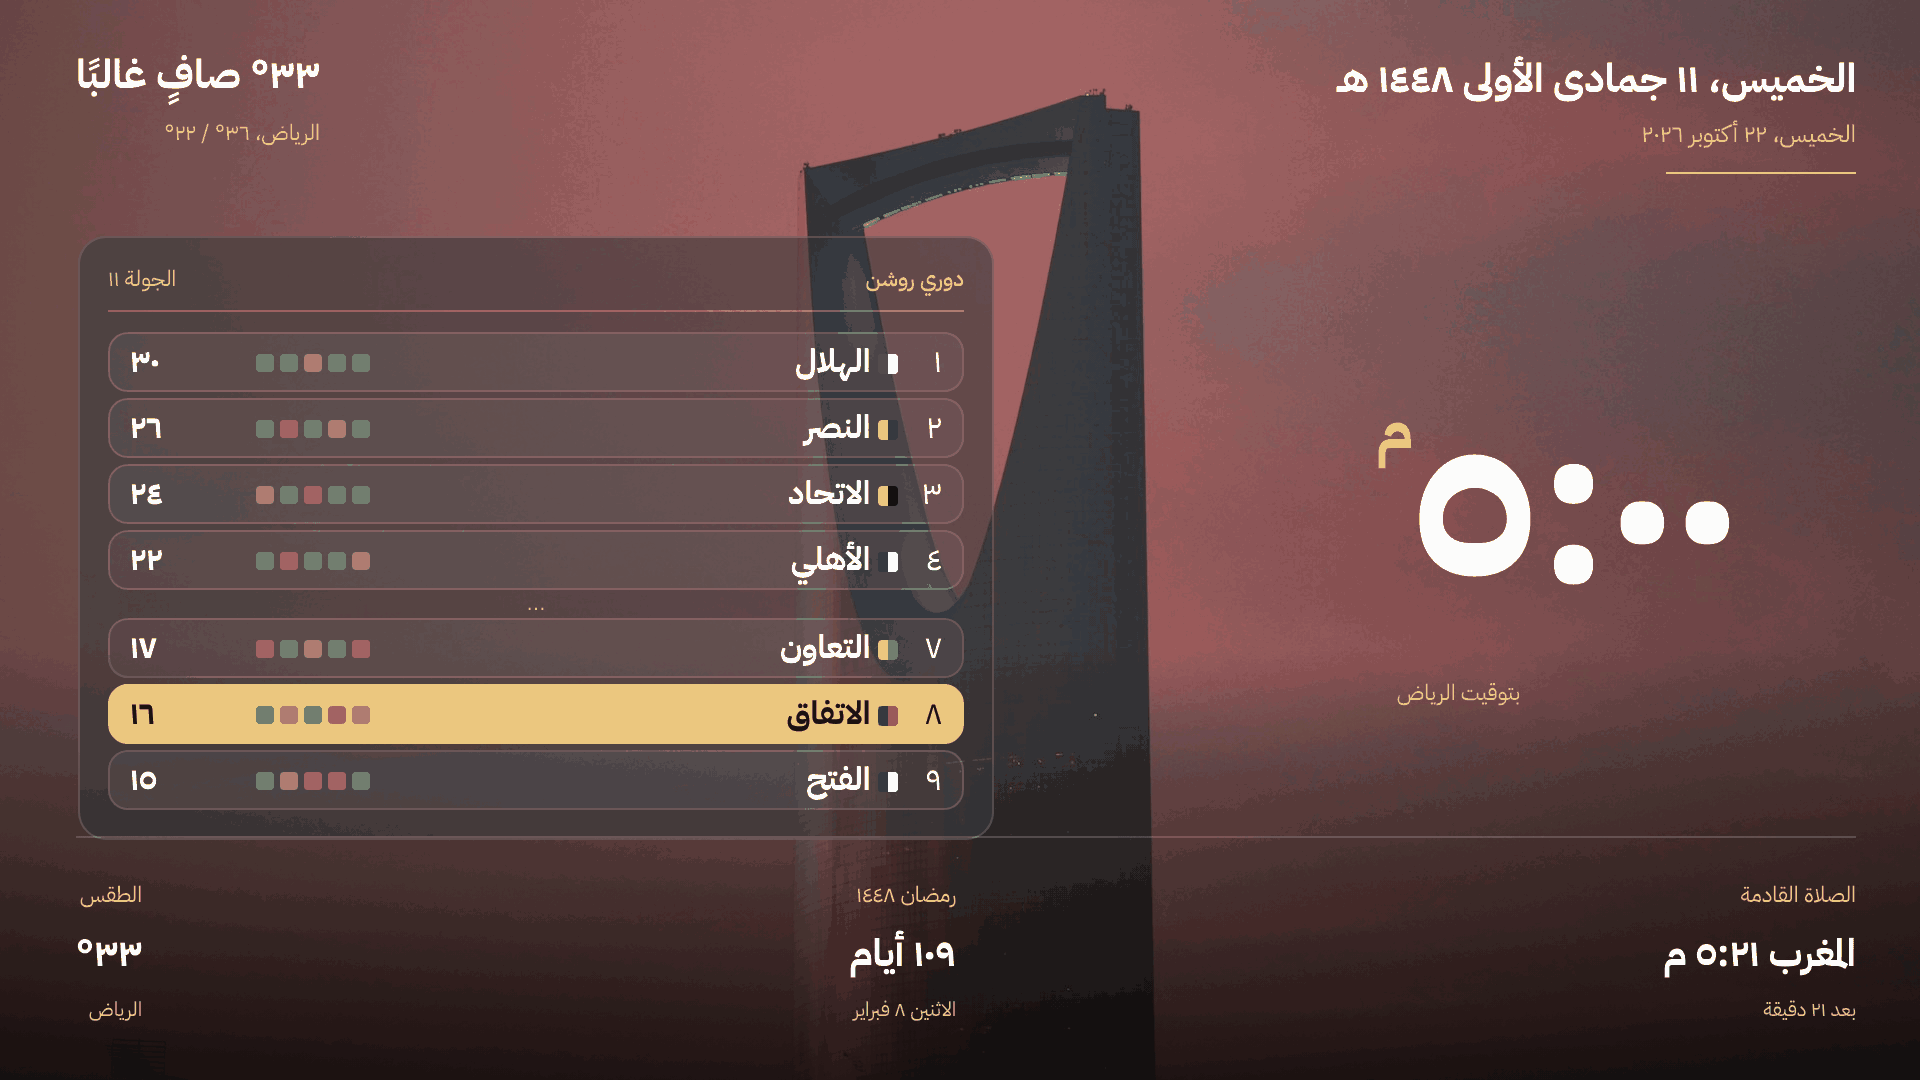 الخميس، ١١ جمادى الأولى ١٤٤٨ هـ
الخميس، ٢٢ أكتوبر ٢٠٢٦
٣٣° صافٍ غالبًا
الرياض، ٣٦° / ٢٢°
٥:٠٠ م
بتوقيت الرياض
دوري روشن الجولة ١١
١ الهلال ٣٠
٢ النصر ٢٦
٣ الاتحاد ٢٤
٤ الأهلي ٢٢
...
٧ التعاون ١٧
٨ الاتفاق ١٦
٩ الفتح ١٥
الصلاة القادمة
المغرب ٥:٢١ م
بعد ٢١ دقيقة
رمضان ١٤٤٨
١٠٩ أيام
الاثنين ٨ فبراير
الطقس
٣٣°
الرياض